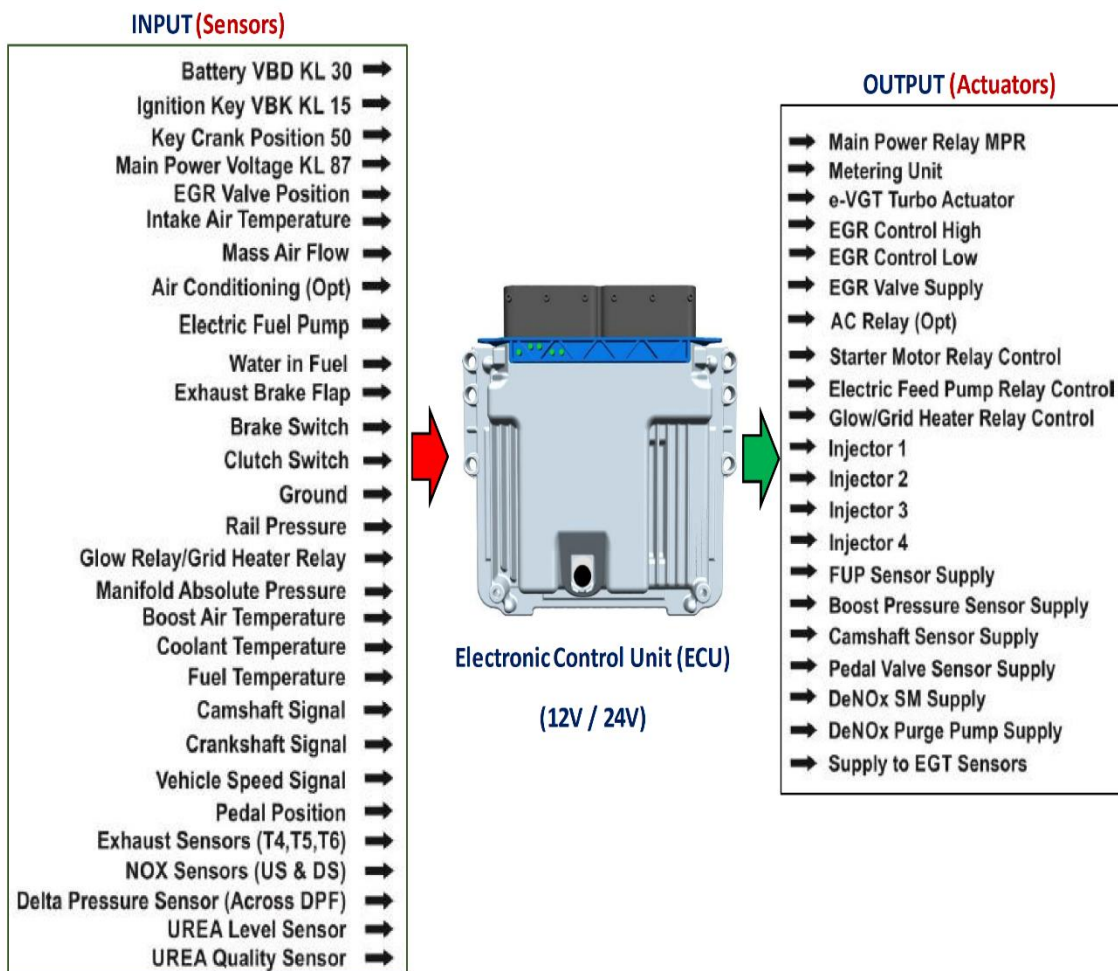 INPUT (Sensors)
Battery VBD KL 30
Ignition Key VBK KL 15
Key Crank Position 50
Main Power Voltage KL 87
EGR Valve Position
Intake Air Temperature
Mass Air Flow
Air Conditioning (Opt)
Electric Fuel Pump
Water in Fuel
Exhaust Brake Flap
Brake Switch
Clutch Switch
Ground
Rail Pressure
Glow Relay/Grid Heater Relay
Manifold Absolute Pressure
Boost Air Temperature
Coolant Temperature
Fuel Temperature
Camshaft Signal
Crankshaft Signal
Vehicle Speed Signal
Pedal Position
Exhaust Sensors (T4,T5,T6)
NOX Sensors (US & DS)
Delta Pressure Sensor (Across DPF)
UREA Level Sensor
UREA Quality Sensor
Electronic Control Unit (ECU)
(12V / 24V)
OUTPUT (Actuators)
Main Power Relay MPR
Metering Unit
e-VGT Turbo Actuator
EGR Control High
EGR Control Low
EGR Valve Supply
AC Relay (Opt)
Starter Motor Relay Control
Electric Feed Pump Relay Control
Glow/Grid Heater Relay Control
Injector 1
Injector 2
Injector 3
Injector 4
FUP Sensor Supply
Boost Pressure Sensor Supply
Camshaft Sensor Supply
Pedal Valve Sensor Supply
DeNOx SM Supply
DeNOx Purge Pump Supply
Supply to EGT Sensors